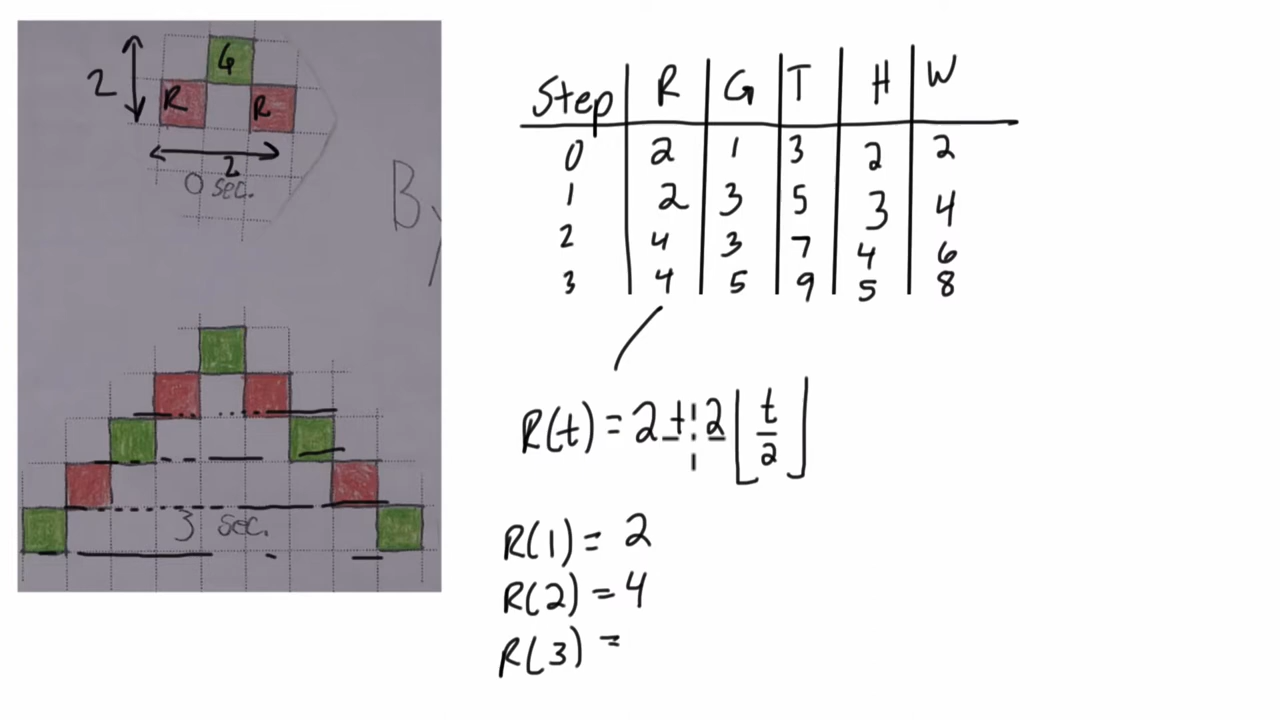 G
2
R R
2
0 sec.
B
3 sec.
Step R G T H W
0 2 1 3 2 2
1 2 3 5 3 4
2 4 3 7 4 6
3 4 5 9 5 8
R(t) = 2 + 2 ⌊t/2⌋
R(1) = 2
R(2) = 4
R(3) =